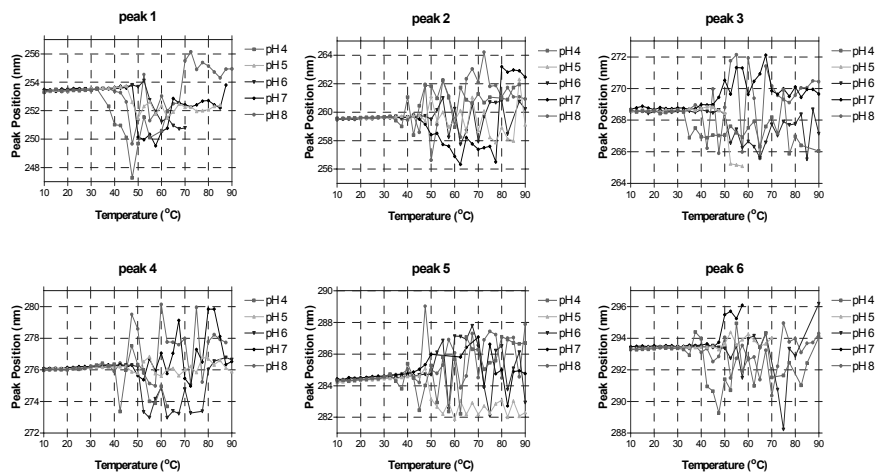 peak 1
Peak Position (nm)
256
254
252
250
248
10 20 30 40 50 60 70 80 90
Temperature (°C)
pH4
pH5
pH6
pH7
pH8
peak 2
Peak Position (nm)
264
262
260
258
256
10 20 30 40 50 60 70 80 90
Temperature (°C)
pH4
pH5
pH6
pH7
pH8
peak 3
Peak Position (nm)
272
270
268
266
264
10 20 30 40 50 60 70 80 90
Temperature (°C)
pH4
pH5
pH6
pH7
pH8
peak 4
Peak Position (nm)
280
278
276
274
272
10 20 30 40 50 60 70 80 90
Temperature (°C)
pH4
pH5
pH6
pH7
pH8
peak 5
Peak Position (nm)
290
288
286
284
282
280
10 20 30 40 50 60 70 80 90
Temperature (°C)
pH4
pH5
pH6
pH7
pH8
peak 6
Peak Position (nm)
296
294
292
290
288
10 20 30 40 50 60 70 80 90
Temperature (°C)
pH4
pH5
pH6
pH7
pH8